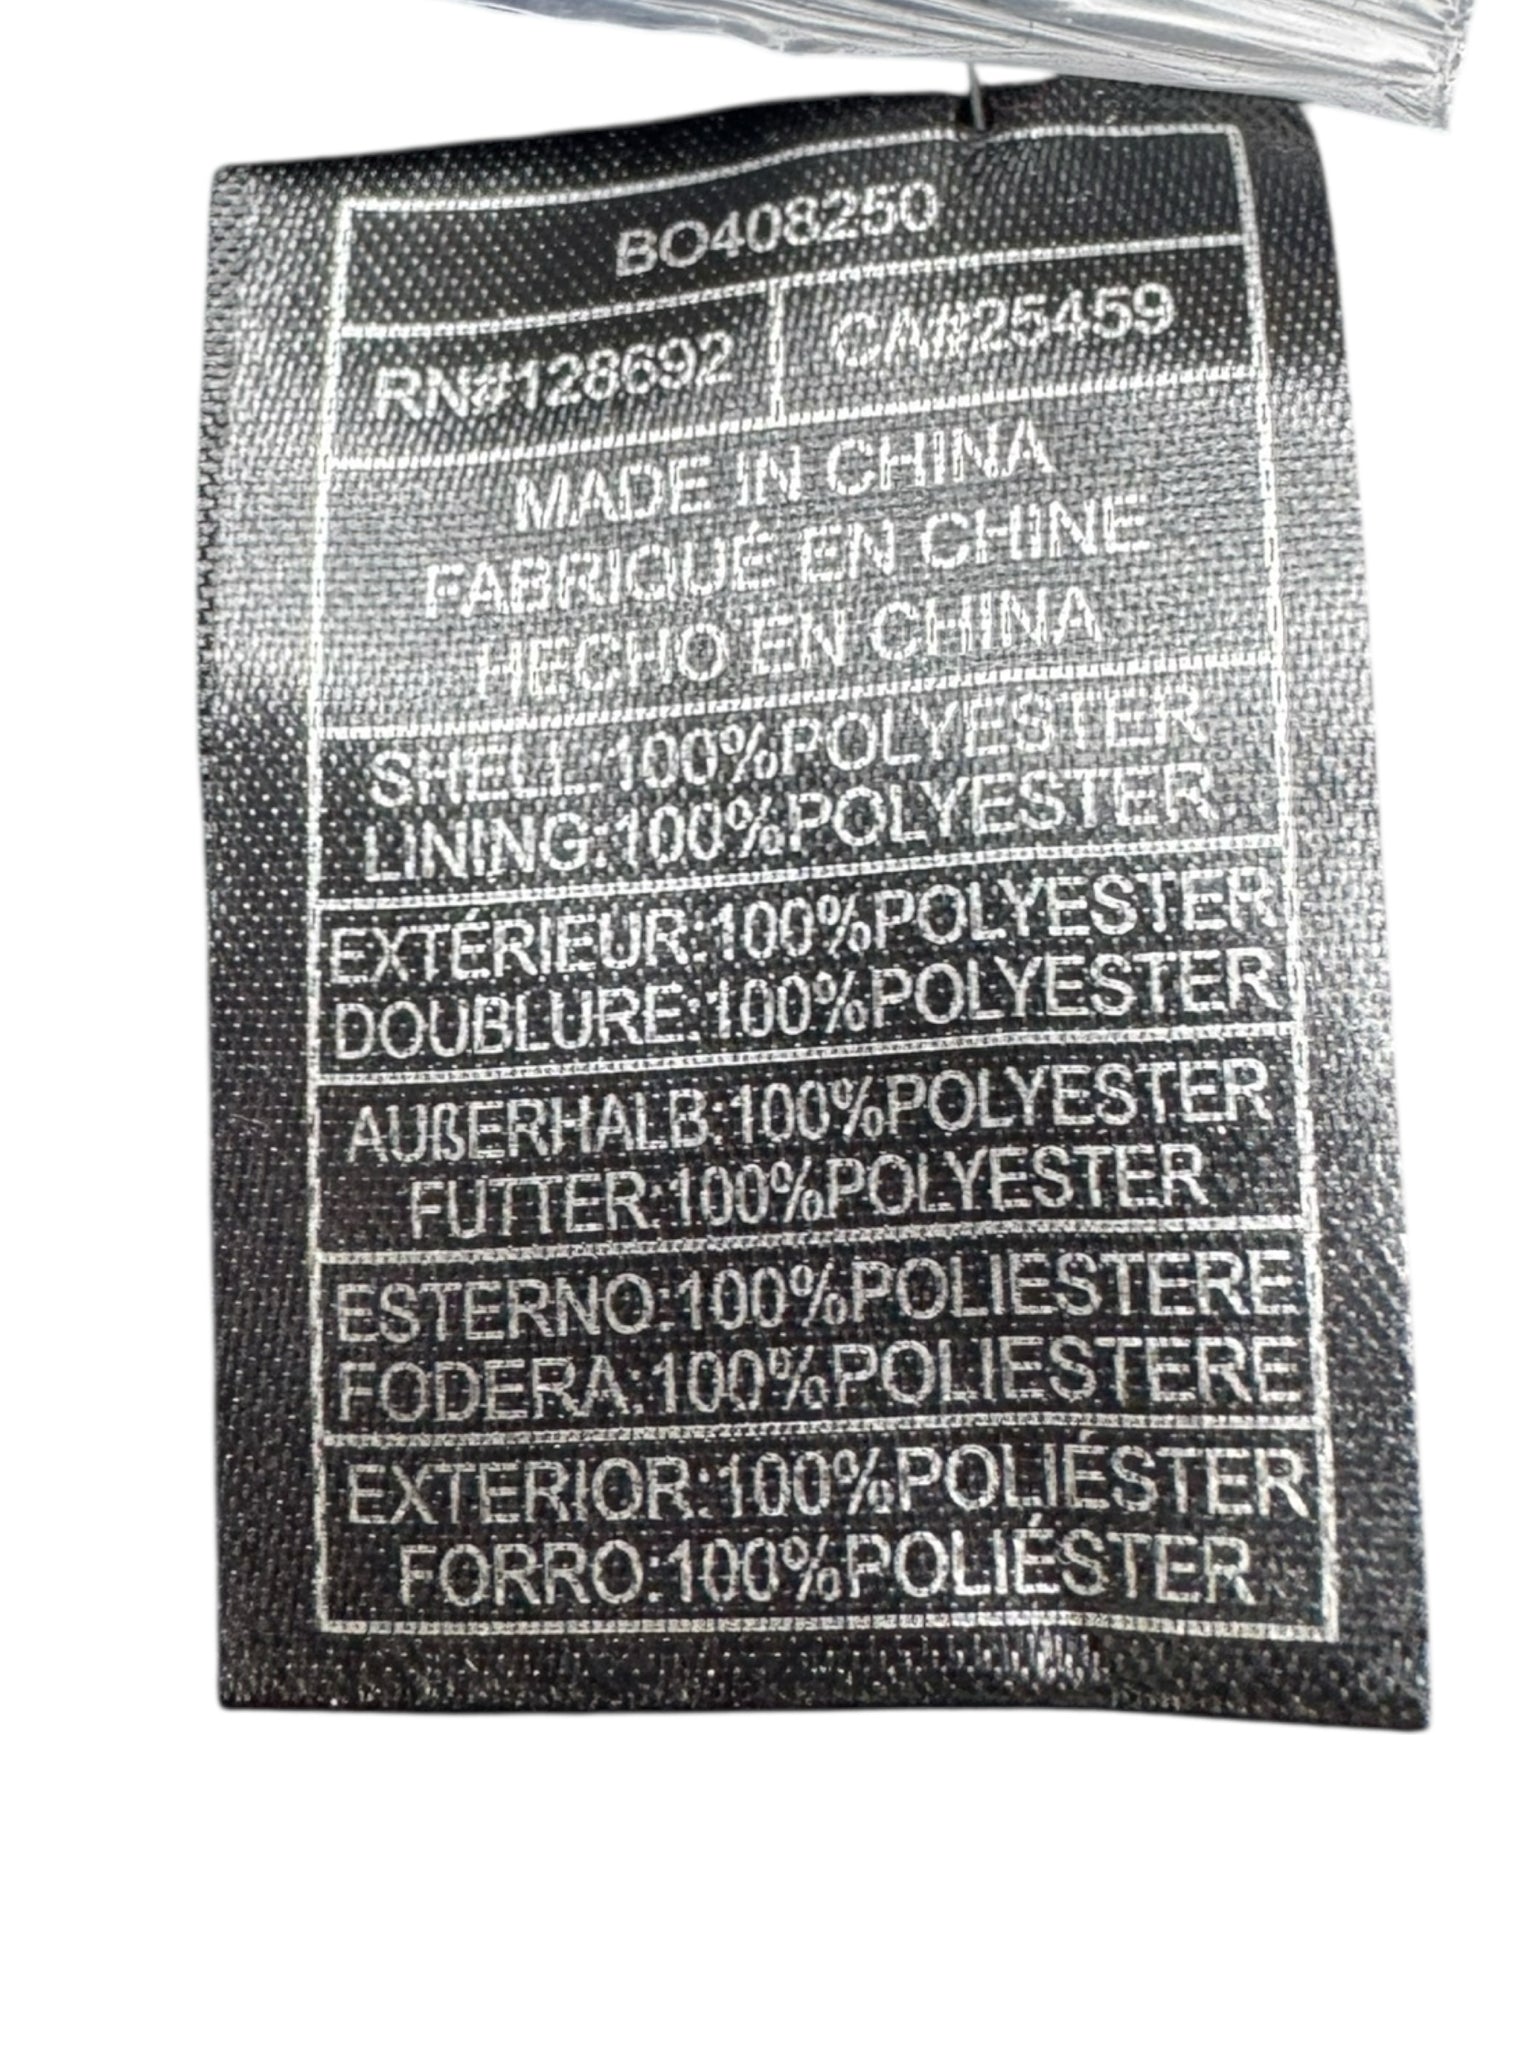 BO408250
RN#128692 CA#25459
MADE IN CHINA
FABRIQUÉ EN CHINE
HECHO EN CHINA
SHELL:100%POLYESTER
LINING:100%POLYESTER
EXTÉRIEUR:100%POLYESTER
DOUBLURE:100%POLYESTER
AUßERHALB:100%POLYESTER
FUTTER:100%POLYESTER
ESTERNO:100%POLIESTERE
FODERA:100%POLIESTERE
EXTERIOR:100%POLIÉSTER
FORRO:100%POLIÉSTER